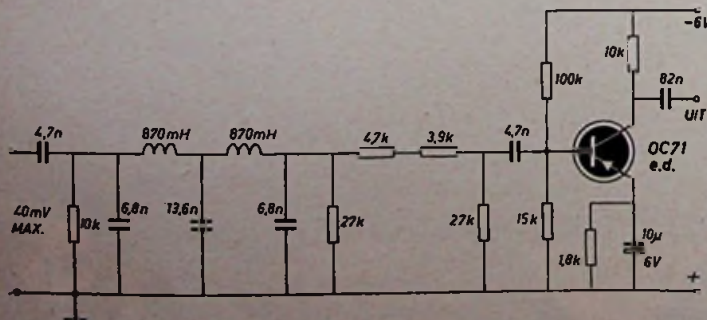 -6V
10k
100k
82n
UIT
4,7n
870mH
870mH
4,7k
3,9k
4,7n
OC71
e.d.
40mV
MAX.
10k
6,8n
13,6n
6,8n
27k
27k
15k
1,8k
10µ
6V
+